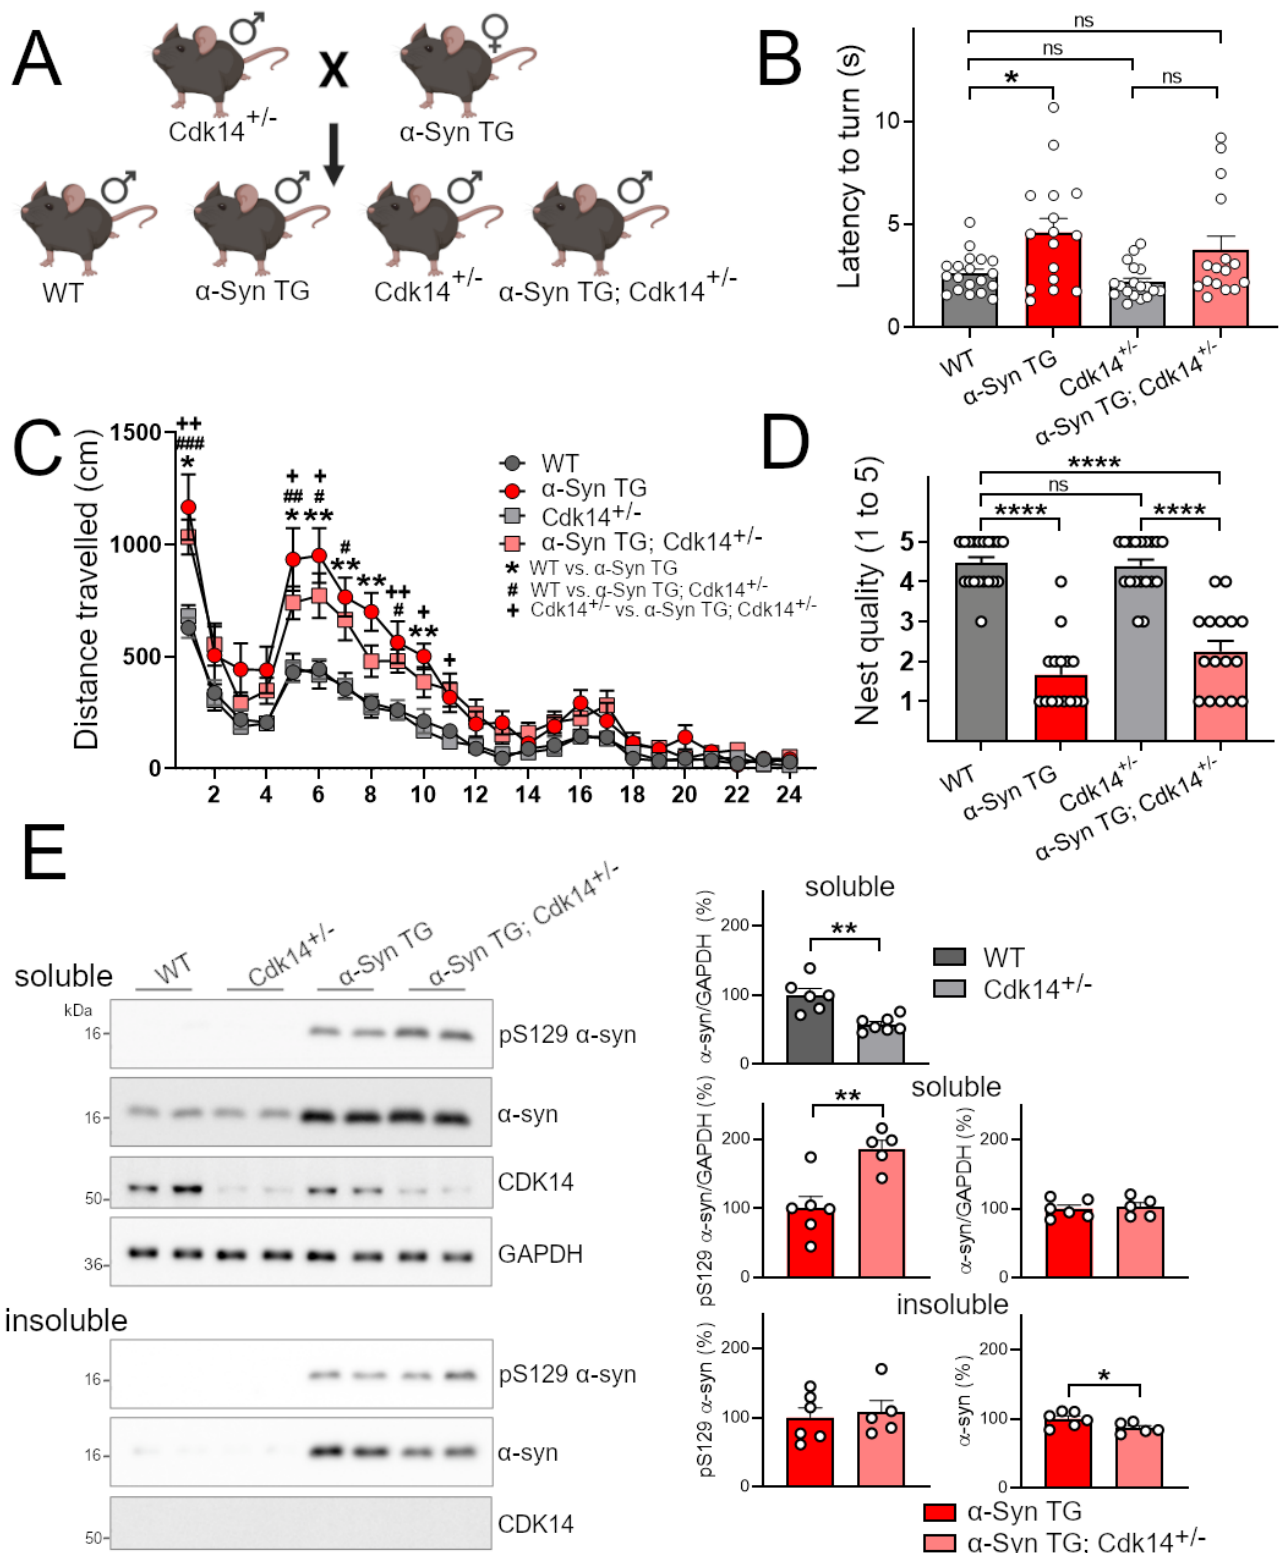 A
♂
♀
X
Cdk14+/-
α-Syn TG
♂
♂
♂
♂
WT
α-Syn TG
Cdk14+/-
α-Syn TG; Cdk14+/-
B
Latency to turn (s)
ns
ns
*
ns
10
5
0
WT
α-Syn TG
Cdk14+/-
α-Syn TG; Cdk14+/-
C
Distance travelled (cm)
1500
1000
500
0
++
###
*
+
##
*
+
#
**
#
**
**
++
#
+
**
+
WT
α-Syn TG
Cdk14+/-
α-Syn TG; Cdk14+/-
* WT vs. α-Syn TG
# WT vs. α-Syn TG; Cdk14+/-
+ Cdk14+/- vs. α-Syn TG; Cdk14+/-
2 4 6 8 10 12 14 16 18 20 22 24
D
Nest quality (1 to 5)
****
ns
****
****
5
4
3
2
1
WT
α-Syn TG
Cdk14+/-
α-Syn TG; Cdk14+/-
E
soluble
WT
Cdk14+/-
α-Syn TG
α-Syn TG; Cdk14+/-
kDa
16
pS129 α-syn
16
α-syn
50
CDK14
36
GAPDH
insoluble
16
pS129 α-syn
16
α-syn
50
CDK14
soluble
α-syn/GAPDH (%)
200
100
0
**
WT
Cdk14+/-
soluble
pS129 α-syn/GAPDH (%)
200
100
0
**
α-syn/GAPDH (%)
200
100
0
insoluble
pS129 α-syn (%)
200
100
0
α-syn (%)
200
100
0
*
α-Syn TG
α-Syn TG; Cdk14+/-